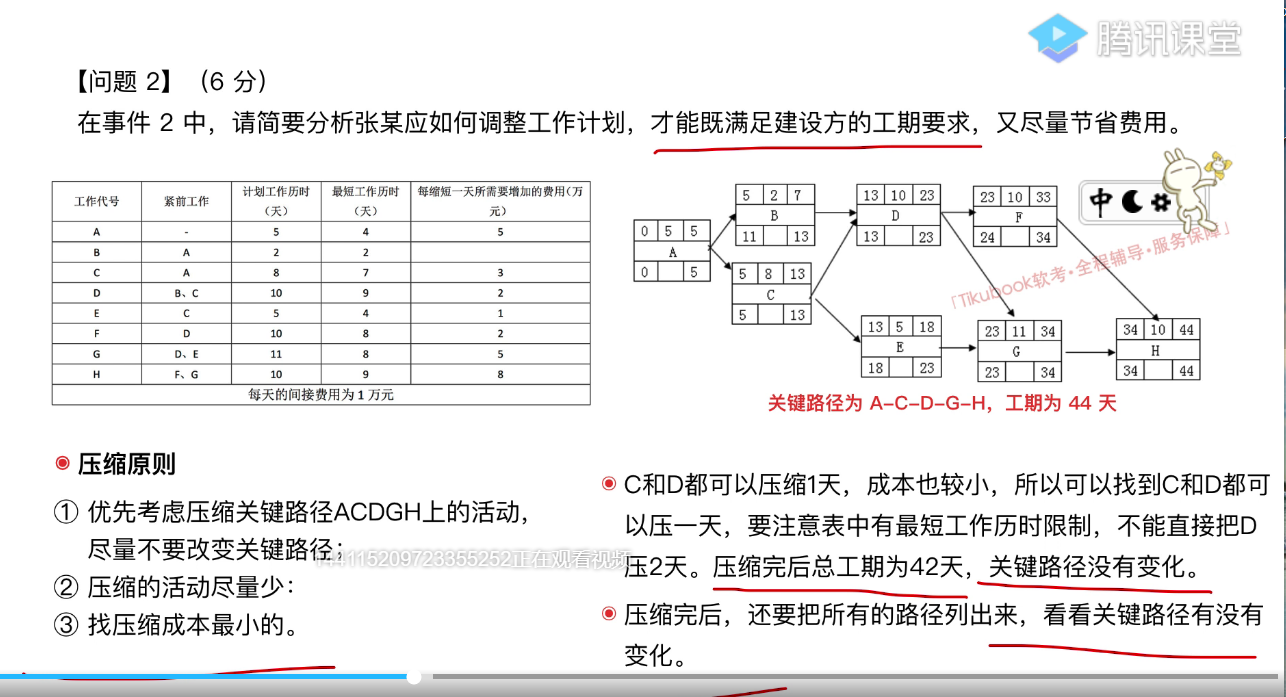 腾讯课堂
【问题 2】（6 分）
在事件 2 中，请简要分析张某应如何调整工作计划，才能既满足建设方的工期要求，又尽量节省费用。
工作代号 紧前工作 计划工作历时（天） 最短工作历时（天） 每缩短一天所需要增加的费用（万元）
A - 5 4 5
B A 2 2
C A 8 7 3
D B、C 10 9 2
E C 5 4 1
F D 10 8 2
G D、E 11 8 5
H F、G 10 9 8
每天的间接费用为 1 万元
0 5 5
A
0 5
5 2 7
B
11 13
5 8 13
C
5 13
13 10 23
D
13 23
13 5 18
E
18 23
23 10 33
F
24 34
23 11 34
G
23 34
34 10 44
H
34 44
中
「Tikubook软考·全程辅导·服务保障」
关键路径为 A-C-D-G-H，工期为 44 天
压缩原则
① 优先考虑压缩关键路径ACDGH上的活动，
尽量不要改变关键路径；
② 压缩的活动尽量少：
③ 找压缩成本最小的。
144115209723355252正在观看视频
C和D都可以压缩1天，成本也较小，所以可以找到C和D都可
以压一天，要注意表中有最短工作历时限制，不能直接把D
压2天。压缩完后总工期为42天，关键路径没有变化。
压缩完后，还要把所有的路径列出来，看看关键路径有没有
变化。